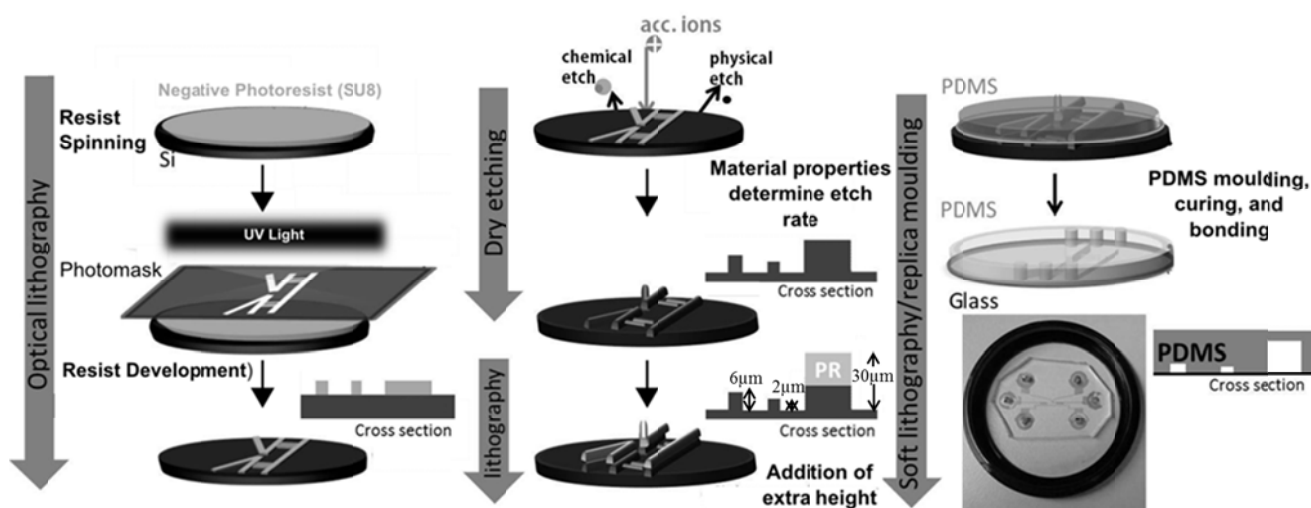 Optical lithography
Negative Photoresist (SU8)
Resist
Spinning
Si
UV Light
Photomask
Resist Development)
Cross section
Dry etching
acc. ions
chemical
etch
physical
etch
Material properties
determine etch
rate
Cross section
lithography
6µm
2µm
PR
30µm
Cross section
Addition of
extra height
Soft lithography/replica moulding
PDMS
PDMS moulding,
curing, and
bonding
PDMS
Glass
PDMS
Cross section